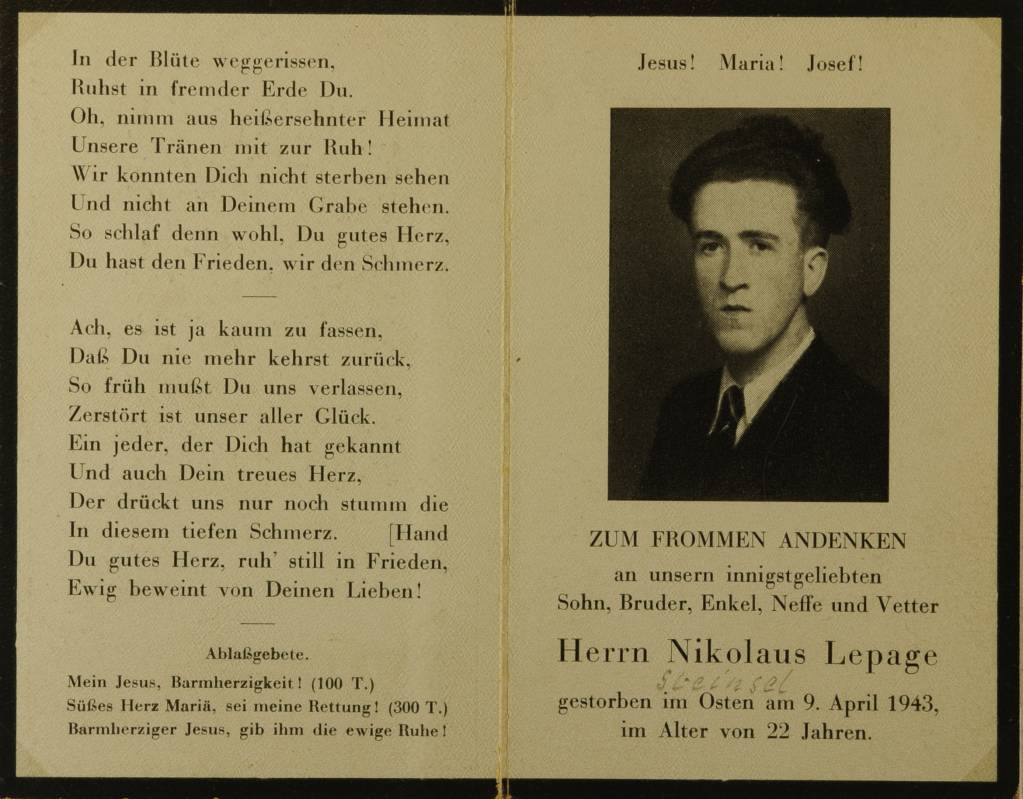 In der Blüte weggerissen,
Ruhst in fremder Erde Du.
Oh, nimm aus heißersehnter Heimat
Unsere Tränen mit zur Ruh!
Wir konnten Dich nicht sterben sehen
Und nicht an Deinem Grabe stehen.
So schlaf denn wohl, Du gutes Herz,
Du hast den Frieden, wir den Schmerz.
Ach, es ist ja kaum zu fassen,
Daß Du nie mehr kehrst zurück,
So früh mußt Du uns verlassen,
Zerstört ist unser aller Glück.
Ein jeder, der Dich hat gekannt
Und auch Dein treues Herz,
Der drückt uns nur noch stumm die
In diesem tiefen Schmerz. [Hand
Du gutes Herz, ruh' still in Frieden,
Ewig beweint von Deinen Lieben!
Ablaßgebete.
Mein Jesus, Barmherzigkeit! (100 T.)
Süßes Herz Mariä, sei meine Rettung! (300 T.)
Barmherziger Jesus, gib ihm die ewige Ruhe!
Jesus! Maria! Josef!
ZUM FROMMEN ANDENKEN
an unsern innigstgeliebten
Sohn, Bruder, Enkel, Neffe und Vetter
Herrn Nikolaus Lepage
Steinsel
gestorben im Osten am 9. April 1943,
im Alter von 22 Jahren.